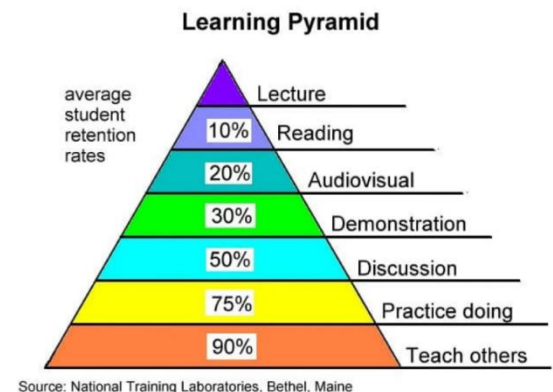 Learning Pyramid
average
student
retention
rates
Lecture
10% Reading
20% Audiovisual
30% Demonstration
50% Discussion
75% Practice doing
90% Teach others
Source: National Training Laboratories, Bethel, Maine